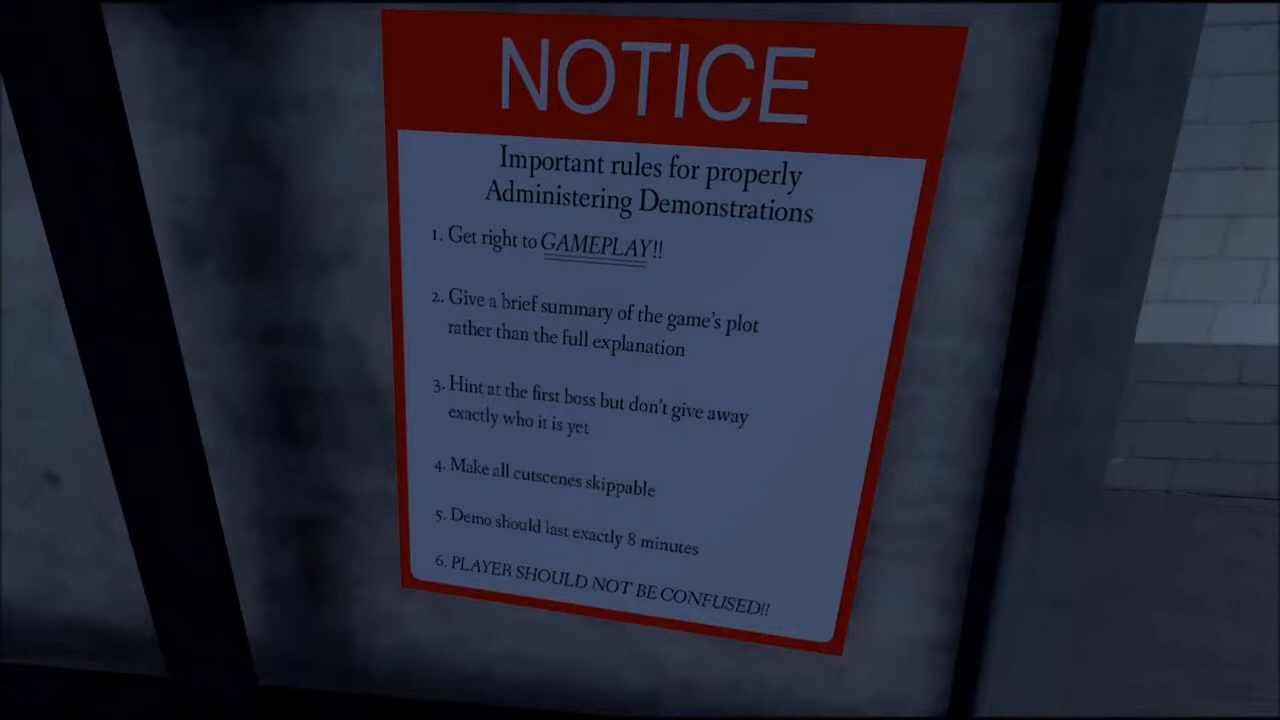 NOTICE
Important rules for properly
Administering Demonstrations
1. Get right to GAMEPLAY!!
2. Give a brief summary of the game's plot
rather than the full explanation
3. Hint at the first boss but don't give away
exactly who it is yet
4. Make all cutscenes skippable
5. Demo should last exactly 8 minutes
6. PLAYER SHOULD NOT BE CONFUSED!!